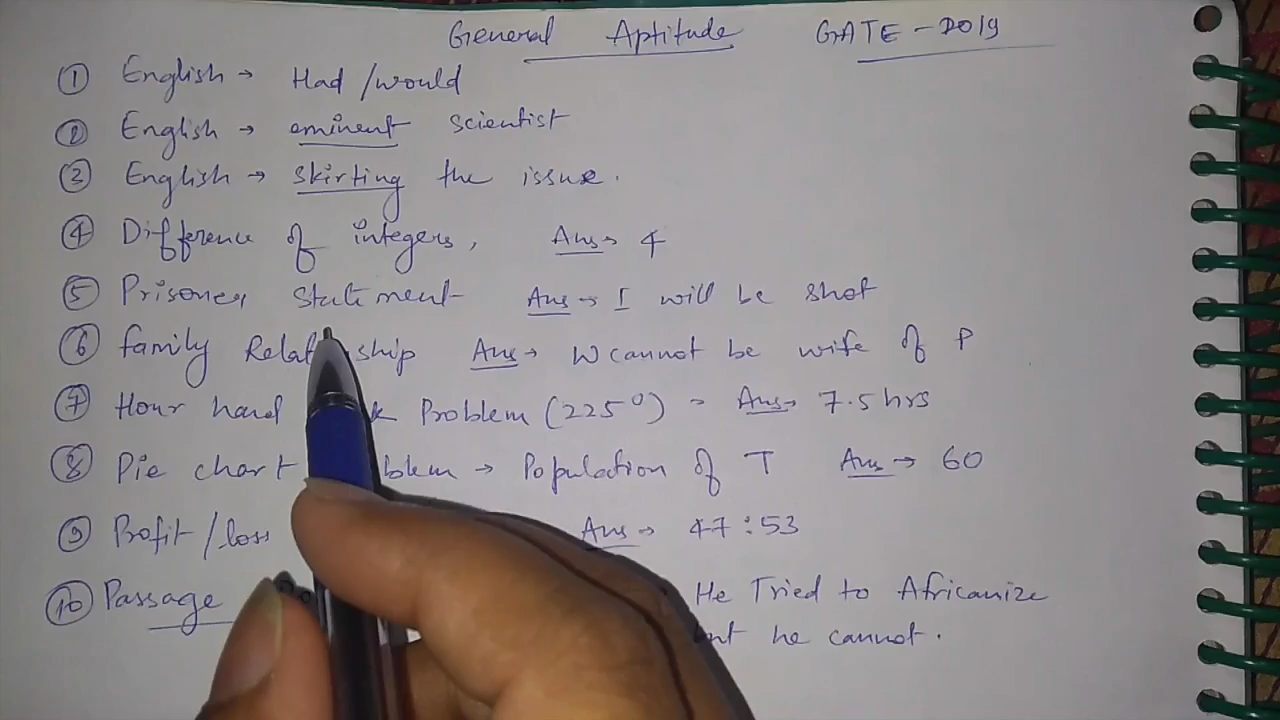 General Aptitude GATE-2019
① English → Had/would
② English → eminent scientist
③ English → skirting the issue.
④ Difference of integers, Ans→ 4
⑤ Prisoner Statement Ans→ I will be shot
⑥ family Ans→ W cannot be wife of P
⑦ Hour hand Problem (225°) → Ans→ 7.5 hrs
⑧ Pie chart → Population of T Ans→ 60
⑨ Profit/loss Ans→ 47:53
⑩ Passage He Tried to Africanize
he cannot.